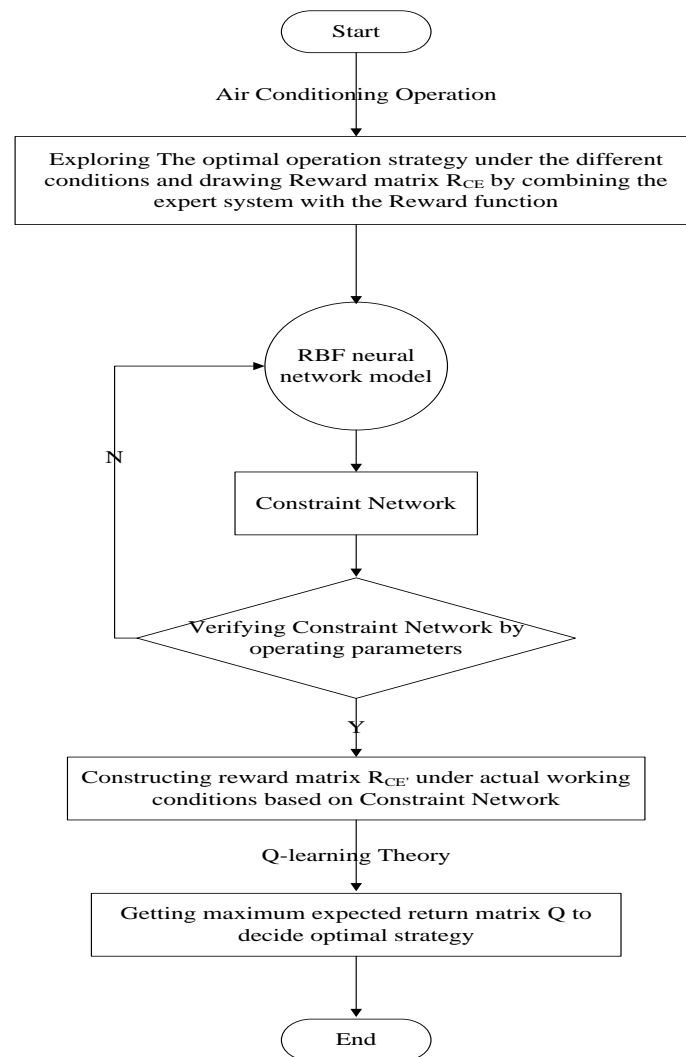 Start
Air Conditioning Operation
Exploring The optimal operation strategy under the different
conditions and drawing Reward matrix R_CE by combining the
expert system with the Reward function
RBF neural
network model
N
Constraint Network
Verifying Constraint Network by
operating parameters
Y
Constructing reward matrix R_CE' under actual working
conditions based on Constraint Network
Q-learning Theory
Getting maximum expected return matrix Q to
decide optimal strategy
End